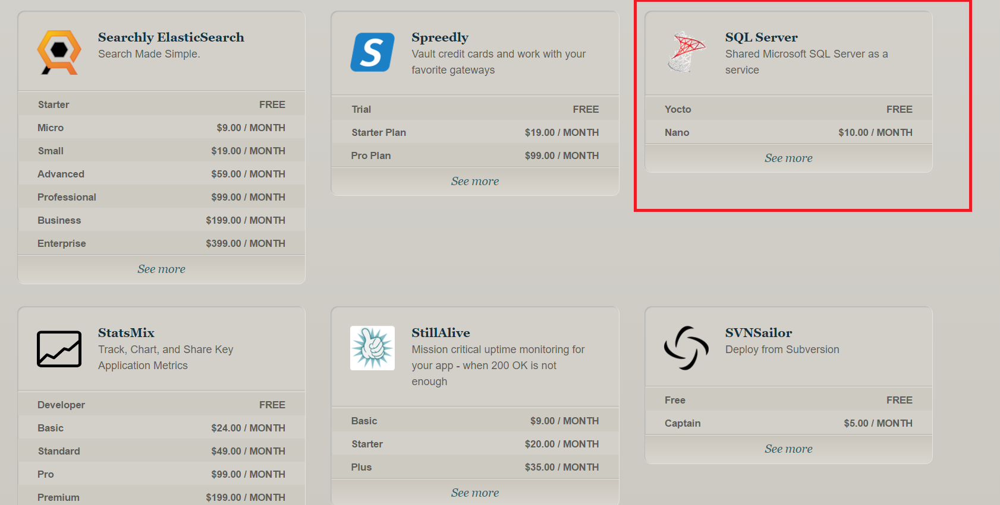 Searchly ElasticSearch
Search Made Simple.
Starter FREE
Micro $9.00 / MONTH
Small $19.00 / MONTH
Advanced $59.00 / MONTH
Professional $99.00 / MONTH
Business $199.00 / MONTH
Enterprise $399.00 / MONTH
See more
S
Spreedly
Vault credit cards and work with your
favorite gateways
Trial FREE
Starter Plan $19.00 / MONTH
Pro Plan $99.00 / MONTH
See more
SQL Server
Shared Microsoft SQL Server as a
service
Yocto FREE
Nano $10.00 / MONTH
See more
StatsMix
Track, Chart, and Share Key
Application Metrics
Developer FREE
Basic $24.00 / MONTH
Standard $49.00 / MONTH
Pro $99.00 / MONTH
Premium $199.00 / MONTH
StillAlive
Mission critical uptime monitoring for
your app - when 200 OK is not
enough
Basic $9.00 / MONTH
Starter $20.00 / MONTH
Plus $35.00 / MONTH
See more
SVNSailor
Deploy from Subversion
Free FREE
Captain $5.00 / MONTH
See more